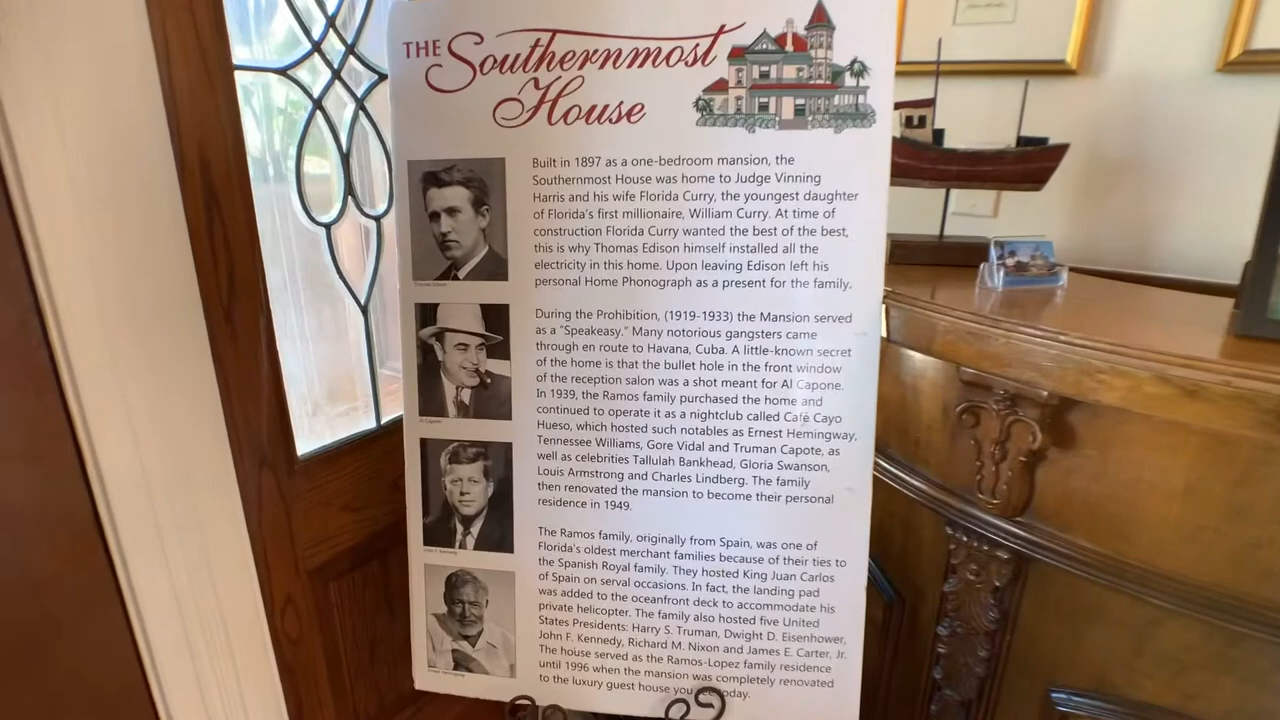 THE Southernmost
House
Built in 1897 as a one-bedroom mansion, the
Southernmost House was home to Judge Vinning
Harris and his wife Florida Curry, the youngest daughter
of Florida's first millionaire, William Curry. At time of
construction Florida Curry wanted the best of the best,
this is why Thomas Edison himself installed all the
electricity in this home. Upon leaving Edison left his
personal Home Phonograph as a present for the family.
Thomas Edison
During the Prohibition, (1919-1933) the Mansion served
as a "Speakeasy." Many notorious gangsters came
through en route to Havana, Cuba. A little-known secret
of the home is that the bullet hole in the front window
of the reception salon was a shot meant for Al Capone.
In 1939, the Ramos family purchased the home and
continued to operate it as a nightclub called Café Cayo
Hueso, which hosted such notables as Ernest Hemingway,
Tennessee Williams, Gore Vidal and Truman Capote, as
well as celebrities Tallulah Bankhead, Gloria Swanson,
Louis Armstrong and Charles Lindberg. The family
then renovated the mansion to become their personal
residence in 1949.
Al Capone
John F. Kennedy
The Ramos family, originally from Spain, was one of
Florida's oldest merchant families because of their ties to
the Spanish Royal family. They hosted King Juan Carlos
of Spain on serval occasions. In fact, the landing pad
was added to the oceanfront deck to accommodate his
private helicopter. The family also hosted five United
States Presidents: Harry S. Truman, Dwight D. Eisenhower,
John F. Kennedy, Richard M. Nixon and James E. Carter, Jr.
The house served as the Ramos-Lopez family residence
until 1996 when the mansion was completely renovated
to the luxury guest house you see today.
Ernest Hemingway